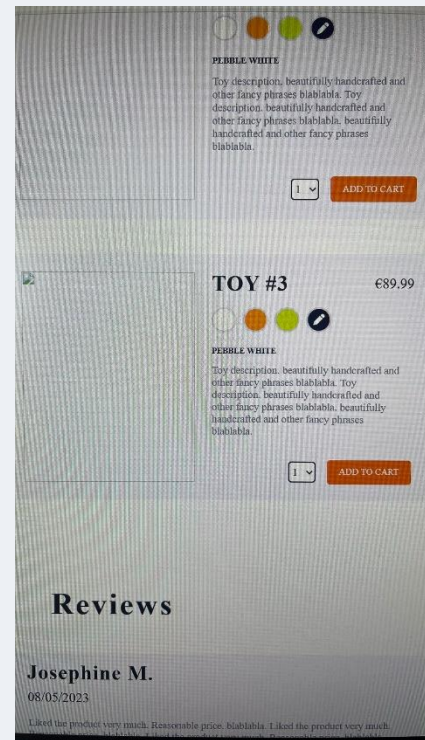 PEBBLE WHITE
Toy description. beautifully handcrafted and
other fancy phrases blablabla. Toy
description. beautifully handcrafted and
other fancy phrases blablabla. beautifully
handcrafted and other fancy phrases
blablabla.
1
ADD TO CART
TOY #3
€89.99
PEBBLE WHITE
Toy description. beautifully handcrafted and
other fancy phrases blablabla. Toy
description. beautifully handcrafted and
other fancy phrases blablabla. beautifully
handcrafted and other fancy phrases
blablabla.
1
ADD TO CART
Reviews
Josephine M.
08/05/2023
Liked the product very much. Reasonable price. blablabla. Liked the product very much.